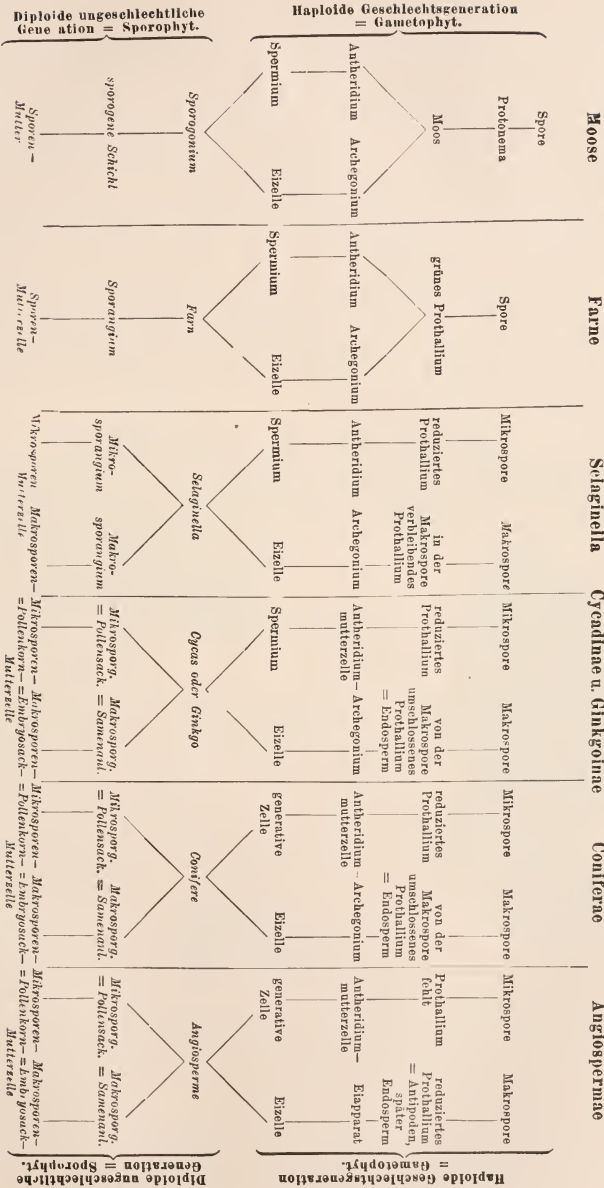 Moose
Farne
Selaginella
Cycadinae u. Ginkgoinae
Coniferae
Angiospermae
Haploide Geschlechtsgeneration
= Gametophyt.
Spore
Protonema
Moos
Antheridium Archegonium
Spermium Eizelle
Spore
grünes Prothallium
Antheridium Archegonium
Spermium Eizelle
Mikrospore Makrospore
reduziertes
Prothallium
in der
Makrospore
verbleibendes
Prothallium
Antheridium Archegonium
Spermium Eizelle
Mikrospore Makrospore
reduziertes
Prothallium
von der
Makrospore
umschlossenes
Prothallium
= Endosperm
Antheridium– Archegonium
mutterzelle
Spermium Eizelle
Mikrospore Makrospore
reduziertes
Prothallium
von der
Makrospore
umschlossenes
Prothallium
= Endosperm
Antheridium– Archegonium
mutterzelle
generative
Zelle
Eizelle
Mikrospore Makrospore
Prothallium
fehlt
reduziertes
Prothallium
= Antipoden,
später
Endosperm
Antheridium– Eiapparat
mutterzelle
generative
Zelle
Eizelle
Haploide Geschlechtsgeneration
= Gametophyt.
Diploide ungeschlechtliche
Gene ation = Sporophyt.
Sporogonium
sporogene Schicht
Sporen–
Mutter
Farn
Sporangium
Sporen–
Mutterzelle
Selaginella
Mikro– Makro–
sporangium sporangium
Mikrosporen Makrosporen–
Mutterzelle
Cycas oder Ginkgo
Mikrosporg. Makrosporg.
= Pollensack. = Samenanl.
Mikrosporen– Makrosporen–
=Pollenkorn– =Embryosack–
Mutterzelle
Conifere
Mikrosporg. Makrosporg.
= Pollensack. = Samenanl.
Mikrosporen– Makrosporen–
=Pollenkorn– =Embryosack–
Mutterzelle
Angiosperme
Mikrosporg. Makrosporg.
= Pollensack. = Samenanl.
Mikrosporen– Makrosporen–
=Pollenkorn– =Embryosack–
Mutterzelle
Diploide ungeschlechtliche
Generation = Sporophyt.